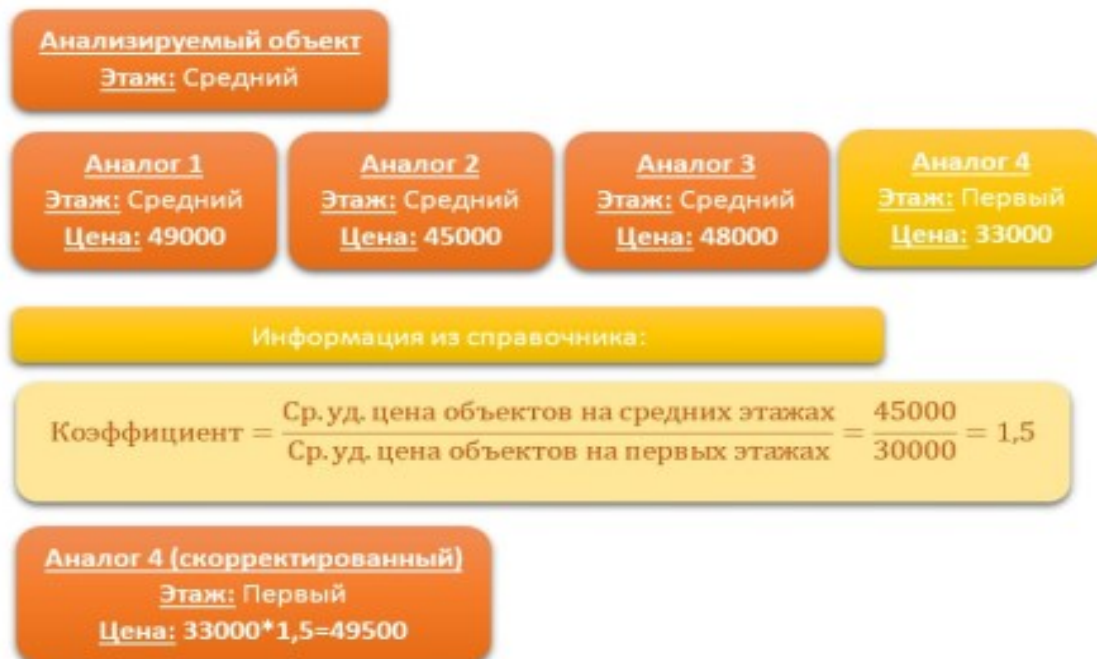 Анализируемый объект
Этаж: Средний
Аналог 1
Этаж: Средний
Цена: 49000
Аналог 2
Этаж: Средний
Цена: 45000
Аналог 3
Этаж: Средний
Цена: 48000
Аналог 4
Этаж: Первый
Цена: 33000
Информация из справочника:
Коэффициент = Ср. уд. цена объектов на средних этажах / Ср. уд. цена объектов на первых этажах = 45000 / 30000 = 1,5
Аналог 4 (скорректированный)
Этаж: Первый
Цена: 33000*1,5=49500